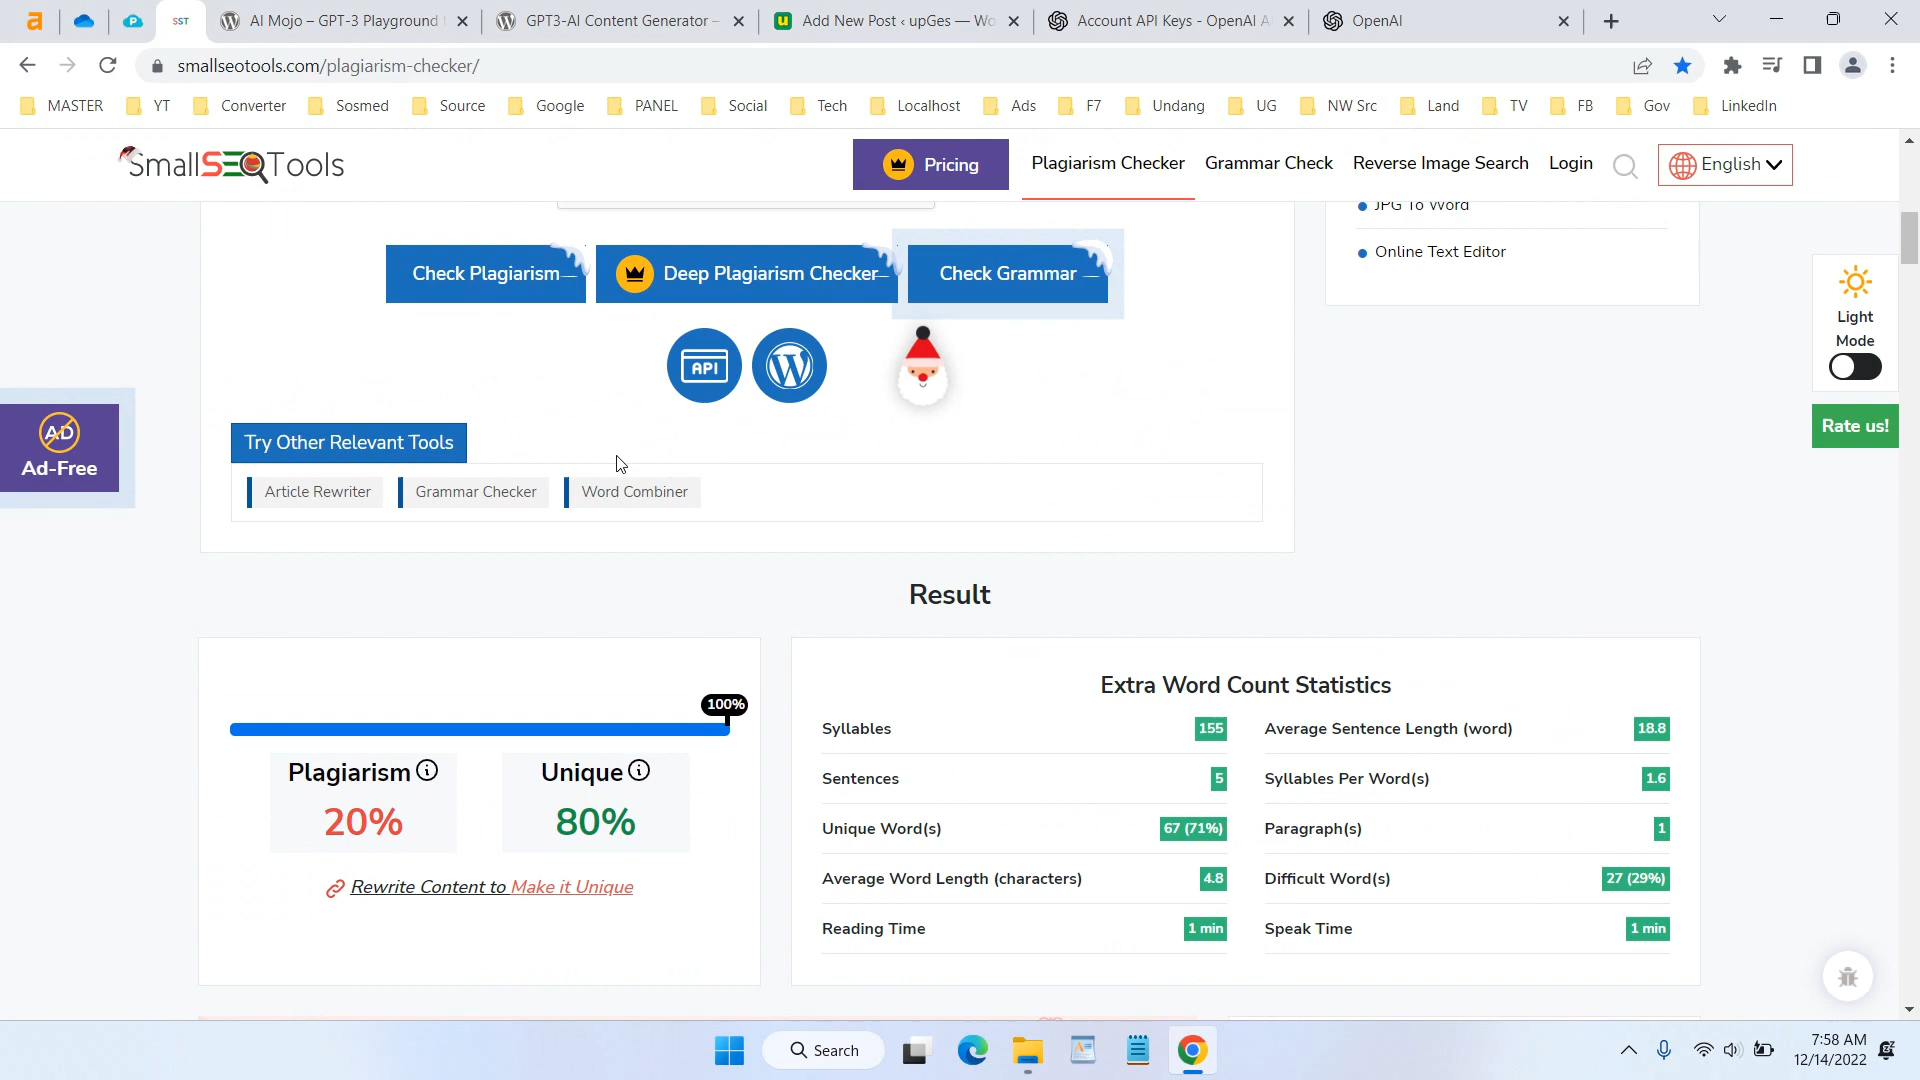 a
P
SST
AI Mojo – GPT-3 Playground
GPT3-AI Content Generator –
u
Add New Post ‹ upGes — Wo
Account API Keys - OpenAI A
OpenAI
smallseotools.com/plagiarism-checker/
MASTER
YT
Converter
Sosmed
Source
Google
PANEL
Social
Tech
Localhost
Ads
F7
Undang
UG
NW Src
Land
TV
FB
Gov
LinkedIn
SmallSEOTools
Pricing
Plagiarism Checker
Grammar Check
Reverse Image Search
Login
English
JPG To Word
Online Text Editor
Check Plagiarism
Deep Plagiarism Checker
Check Grammar
API
Light
Mode
Rate us!
AD
Ad-Free
Try Other Relevant Tools
Article Rewriter
Grammar Checker
Word Combiner
Result
100%
Plagiarism
20%
Unique
80%
Rewrite Content to Make it Unique
Extra Word Count Statistics
Syllables 155
Average Sentence Length (word) 18.8
Sentences 5
Syllables Per Word(s) 1.6
Unique Word(s) 67 (71%)
Paragraph(s) 1
Average Word Length (characters) 4.8
Difficult Word(s) 27 (29%)
Reading Time 1 min
Speak Time 1 min
Search
7:58 AM
12/14/2022